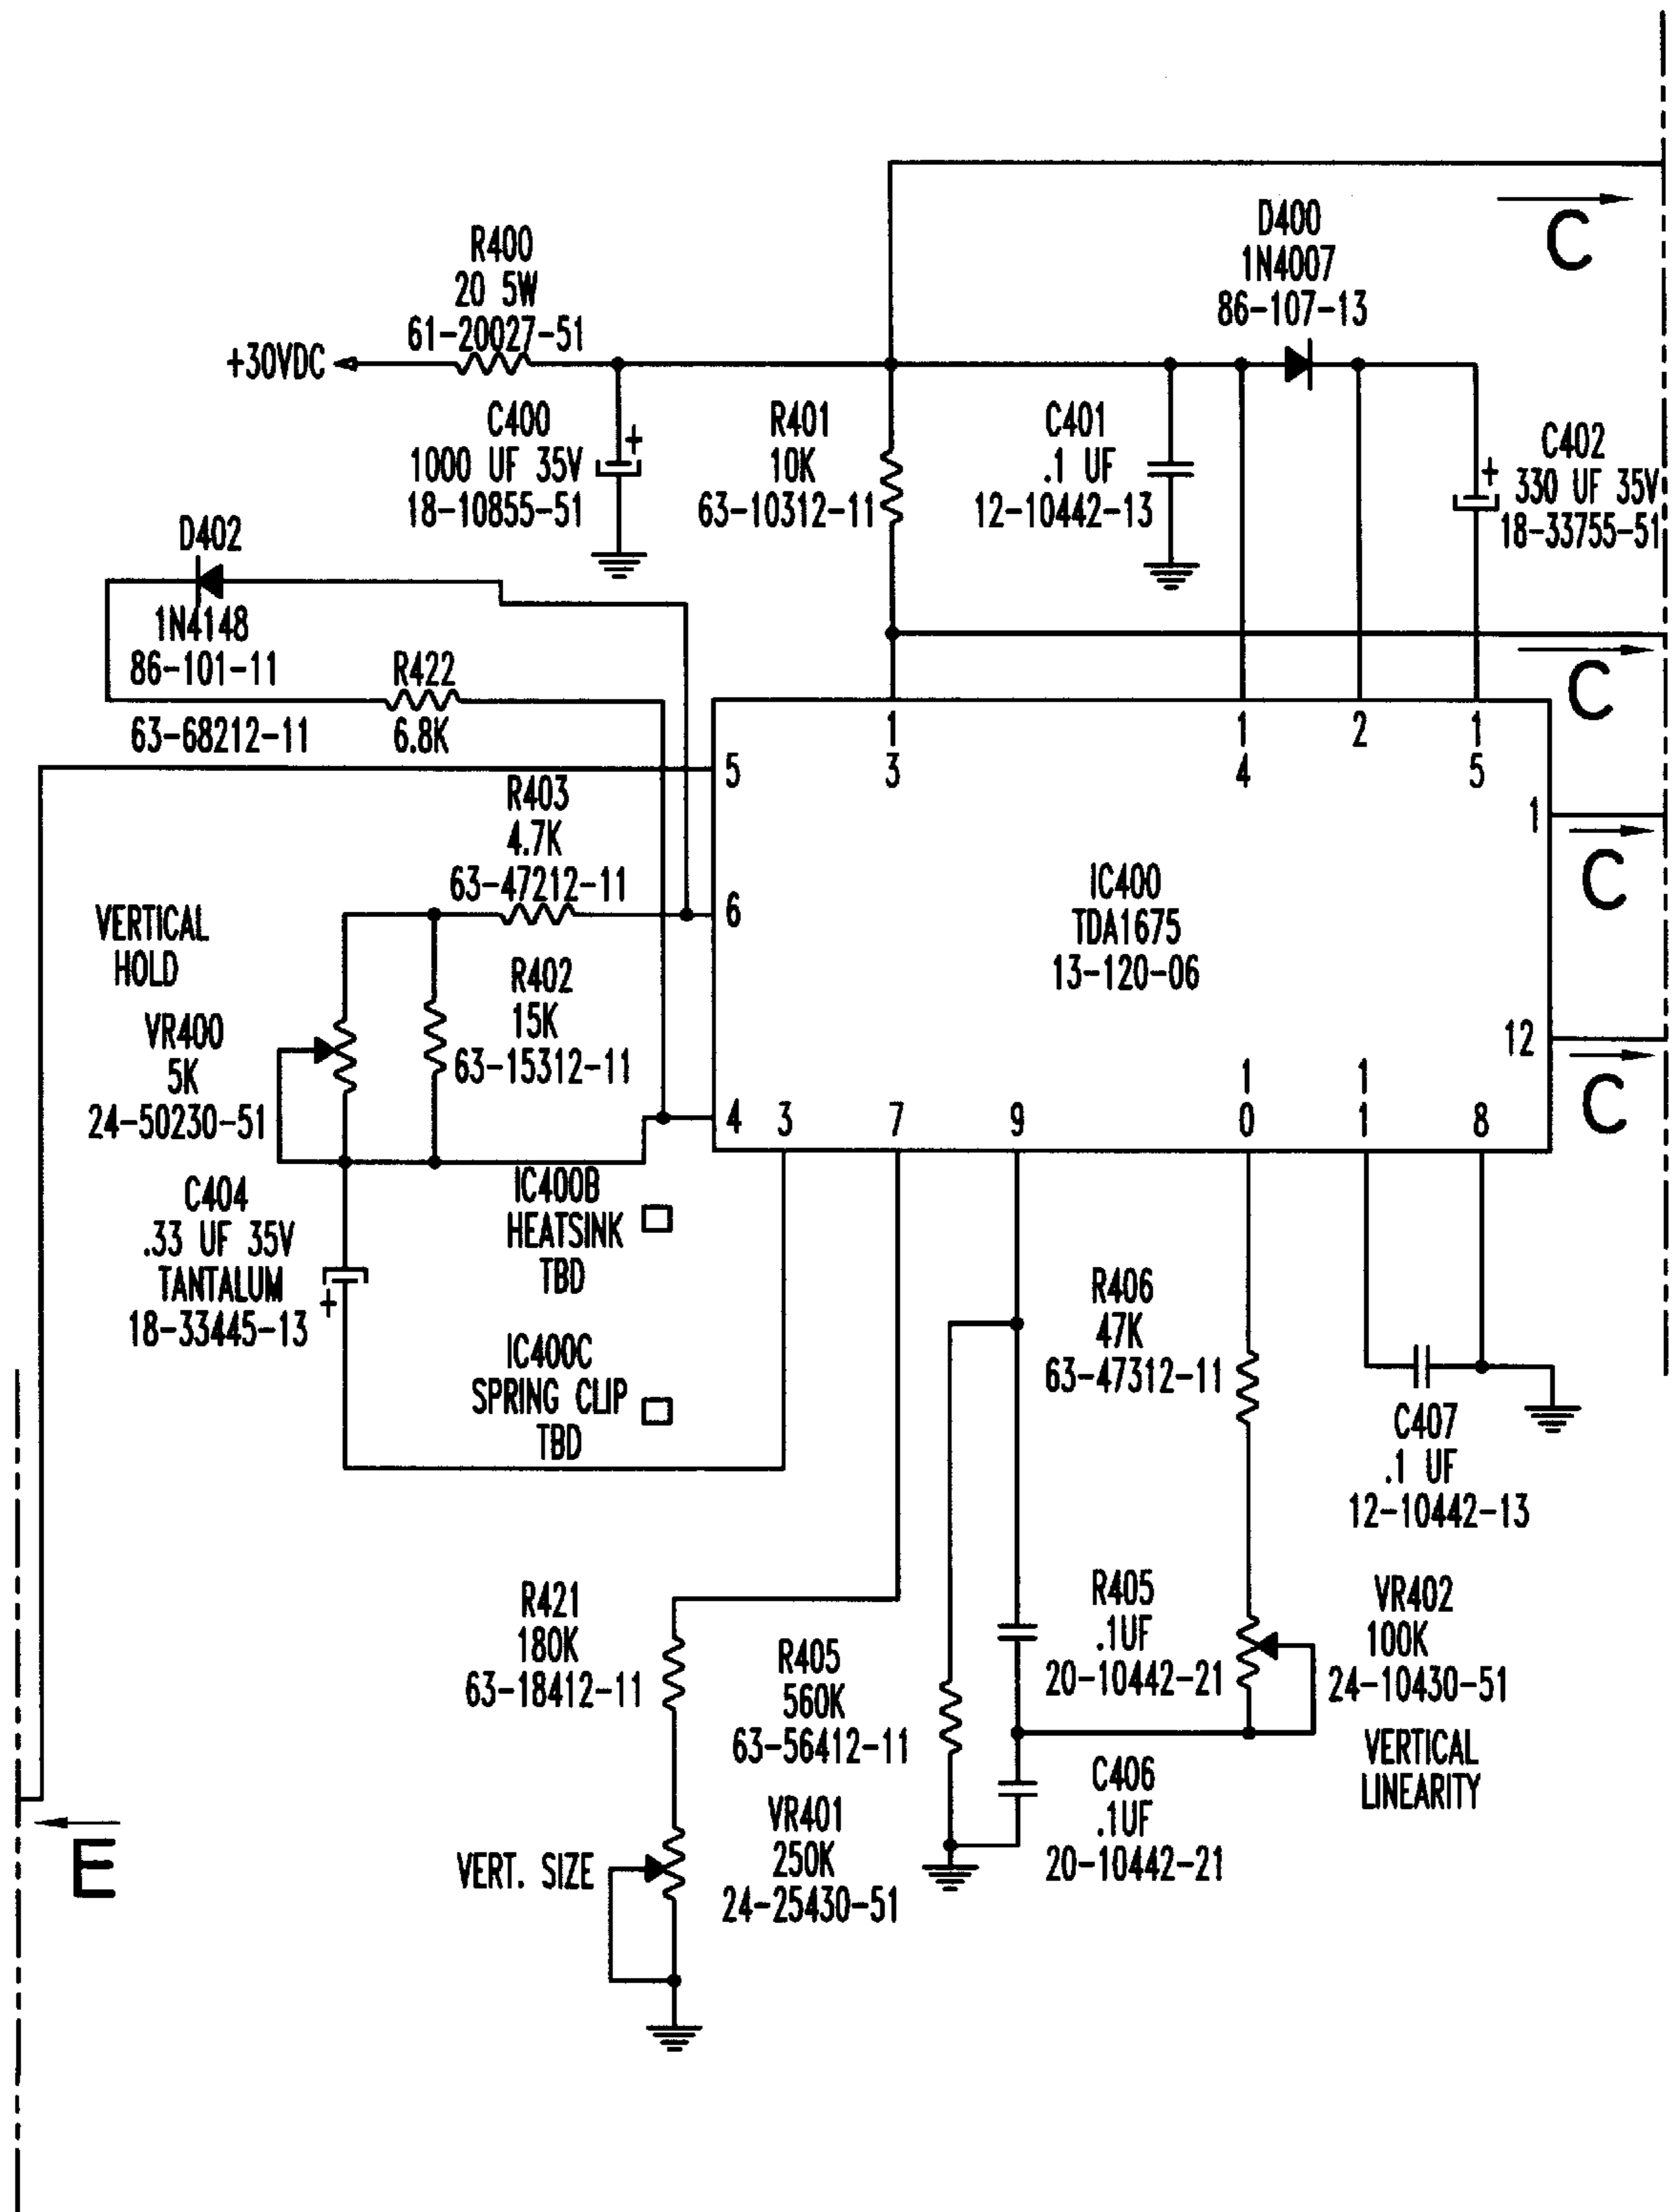 C
D400
1N4007
86-107-13
R400
20 5W
61-20027-51
+30VDC
C400
1000 UF 35V
18-10855-51
+
R401
10K
63-10312-11
C401
.1 UF
12-10442-13
C402
+ 330 UF 35V
18-33755-51
D402
1N4148
86-101-11
R422
63-68212-11
6.8K
C
5
1
3
1
4
2
1
5
R403
4.7K
63-47212-11
1
C
VERTICAL
HOLD
6
IC400
TDA1675
13-120-06
R402
15K
63-15312-11
VR400
5K
24-50230-51
12
C
4
3
7
9
1
0
1
1
8
C404
.33 UF 35V
TANTALUM
18-33445-13
+
IC400B
HEATSINK
TBD
IC400C
SPRING CLIP
TBD
R406
47K
63-47312-11
C407
.1 UF
12-10442-13
R421
180K
63-18412-11
R405
560K
63-56412-11
R405
.1UF
20-10442-21
VR402
100K
24-10430-51
VERTICAL
LINEARITY
C406
.1UF
20-10442-21
VR401
250K
24-25430-51
VERT. SIZE
E